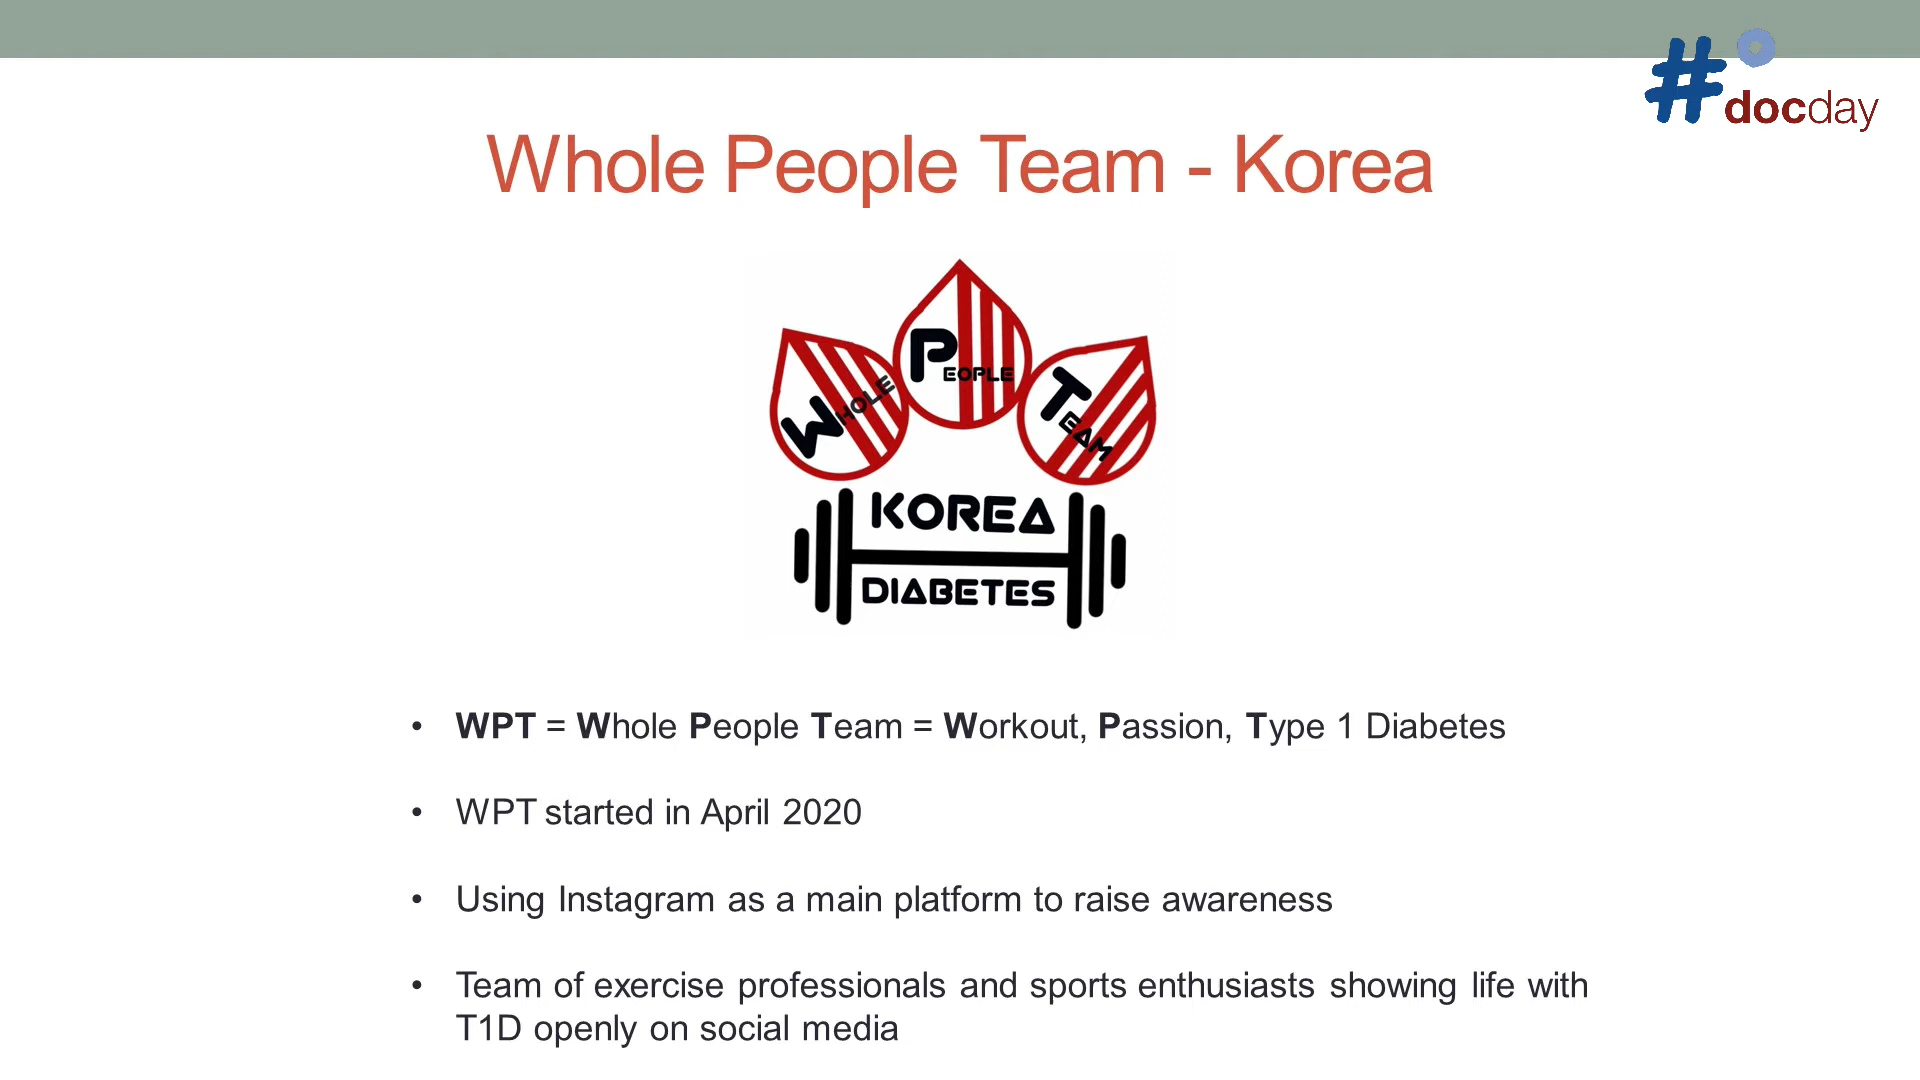 #docday
Whole People Team - Korea
WHOLE
PEOPLE
TEAM
KOREA
DIABETES
• WPT = Whole People Team = Workout, Passion, Type 1 Diabetes
• WPT started in April 2020
• Using Instagram as a main platform to raise awareness
• Team of exercise professionals and sports enthusiasts showing life with
T1D openly on social media